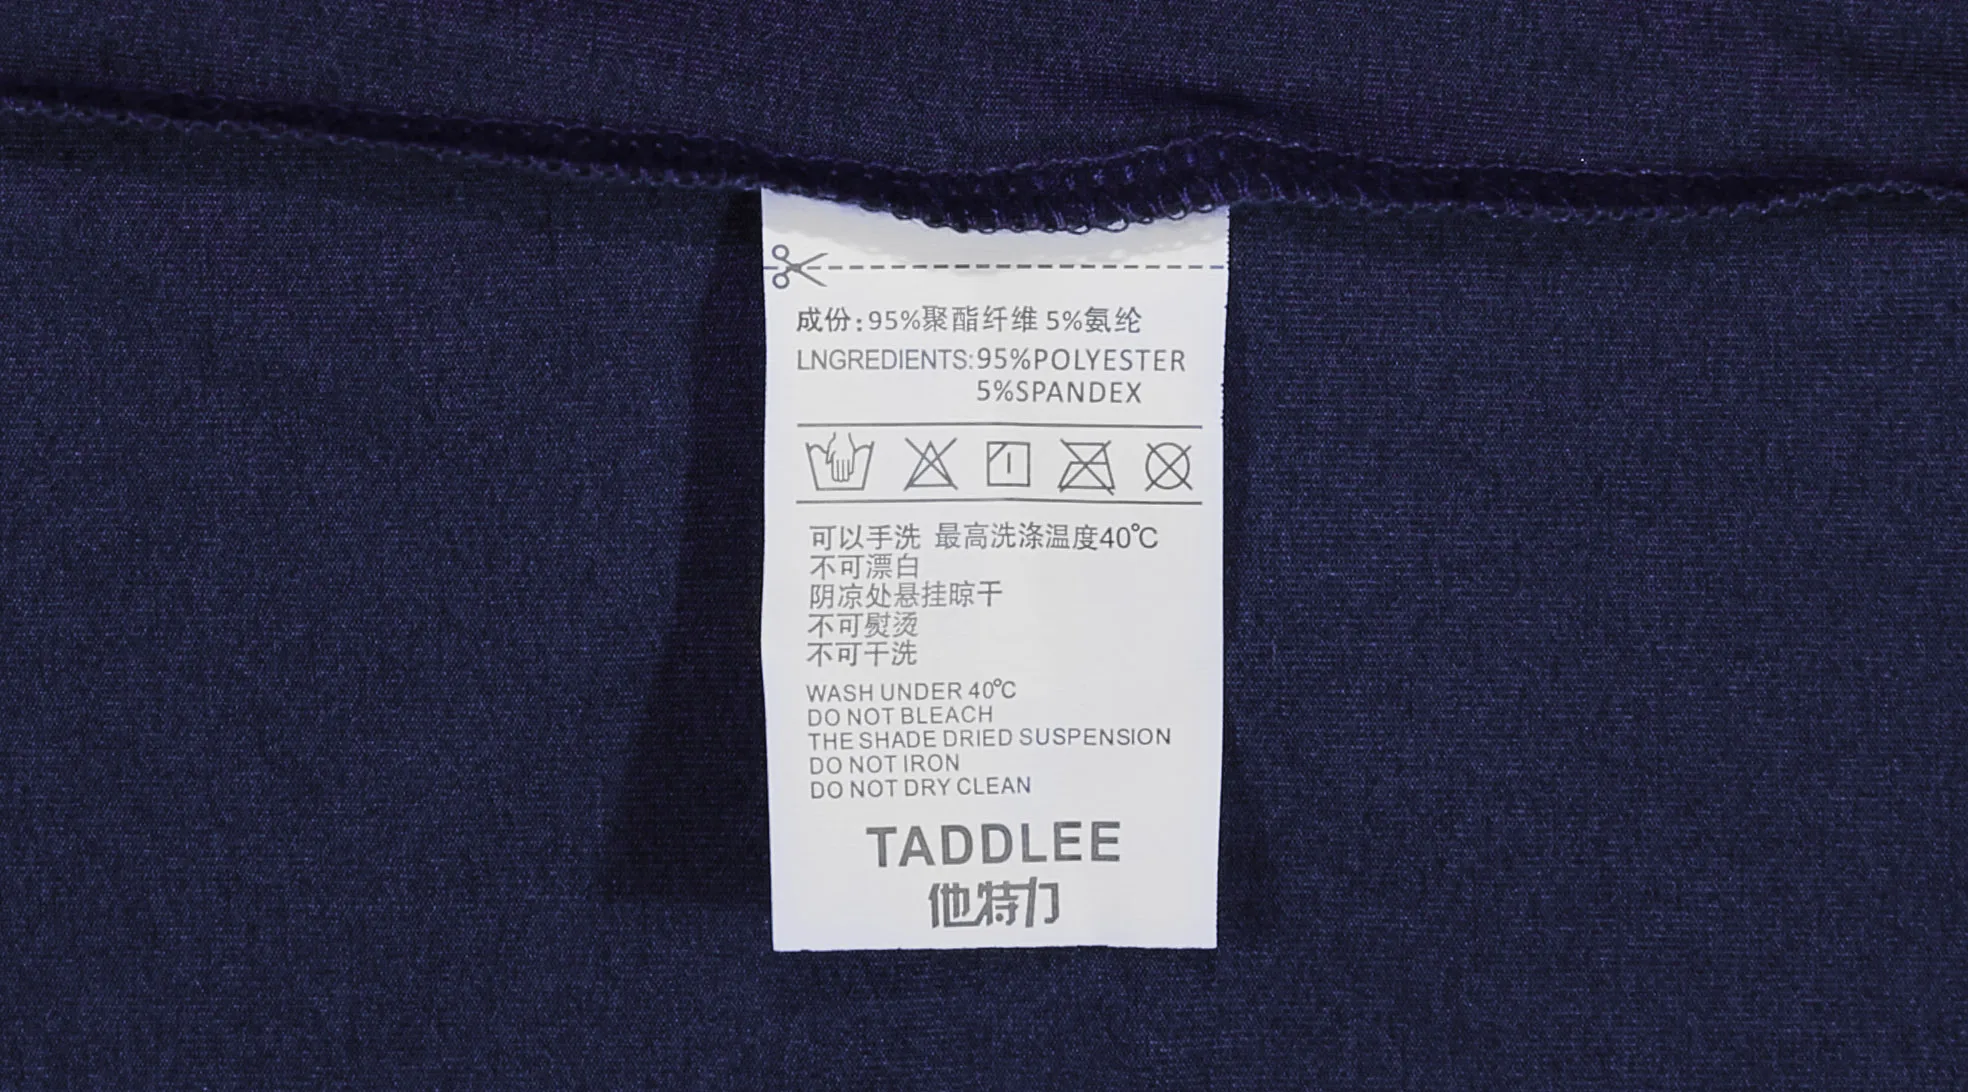 成份:95%聚酯纤维 5%氨纶
LNGREDIENTS:95%POLYESTER
5%SPANDEX
可以手洗 最高洗涤温度40℃
不可漂白
阴凉处悬挂晾干
不可熨烫
不可干洗
WASH UNDER 40℃
DO NOT BLEACH
THE SHADE DRIED SUSPENSION
DO NOT IRON
DO NOT DRY CLEAN
TADDLEE
他特力